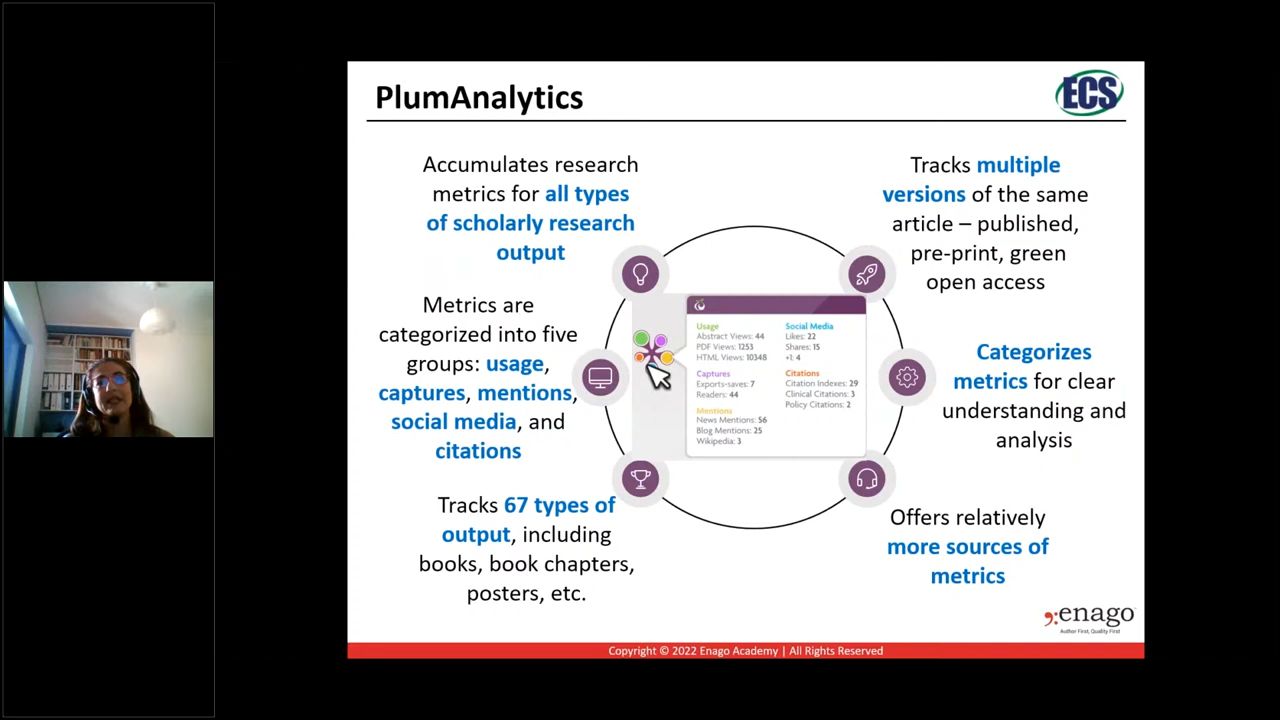 PlumAnalytics
ECS
Accumulates research
metrics for all types
of scholarly research
output
Metrics are
categorized into five
groups: usage,
captures, mentions,
social media, and
citations
Tracks 67 types of
output, including
books, book chapters,
posters, etc.
Usage
Abstract Views: 44
PDF Views: 1253
HTML Views: 10348
Captures
Exports-saves: 7
Readers: 44
Mentions
News Mentions: 56
Blog Mentions: 25
Wikipedia: 3
Social Media
Likes: 22
Shares: 15
+1: 4
Citations
Citation Indexes: 29
Clinical Citations: 3
Policy Citations: 2
Tracks multiple
versions of the same
article – published,
pre-print, green
open access
Categorizes
metrics for clear
understanding and
analysis
Offers relatively
more sources of
metrics
enago
Author First, Quality First
Copyright © 2022 Enago Academy | All Rights Reserved